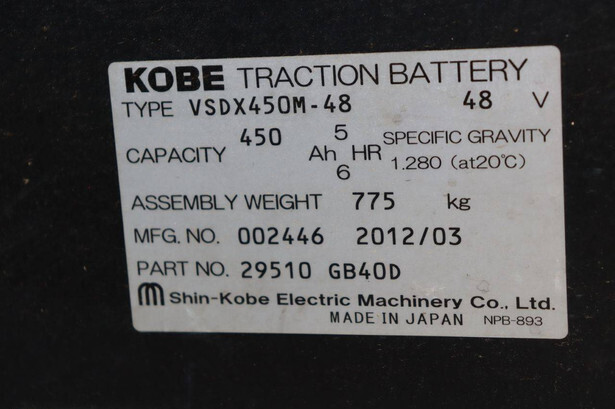 KOBE TRACTION BATTERY
TYPE VSDX450M-48 48 V
CAPACITY 450 Ah 5 6 HR SPECIFIC GRAVITY
1.280 (at20℃)
ASSEMBLY WEIGHT 775 kg
MFG. NO. 002446 2012/03
PART NO. 29510 GB40D
Shin-Kobe Electric Machinery Co., Ltd.
MADE IN JAPAN NPB-893